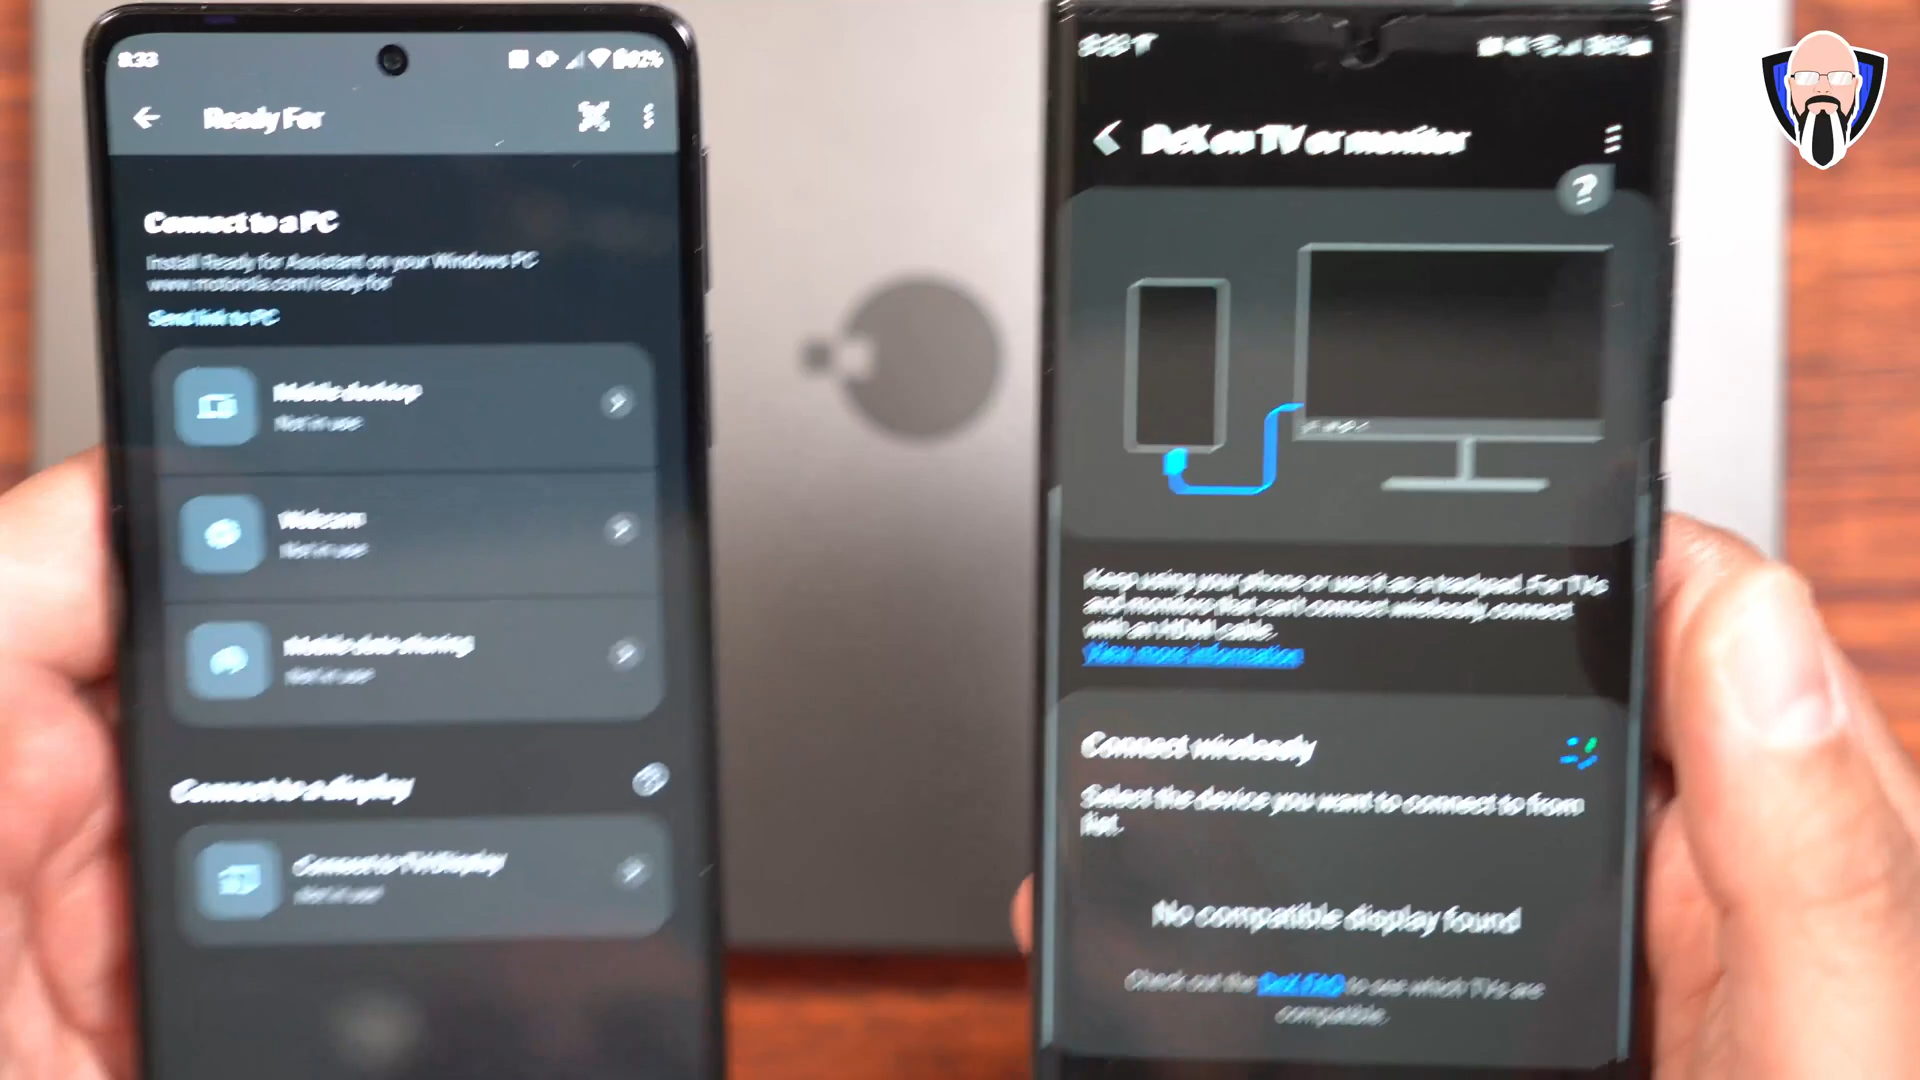 8:33
Ready For
Connect to a PC
Install Ready for Assistant on your Windows PC
www.motorola.com/ready-for
Send link to PC
Mobile desktop
Not in use
Webcam
Not in use
Mobile data sharing
Not in use
Connect to a display
Connect to TV/Display
Not in use
DeX on TV or monitor
?
Keep using your phone or use it as a trackpad. For TVs
and monitors that can't connect wirelessly, connect
with an HDMI cable.
View more information
Connect wirelessly
Select the device you want to connect to from
list.
No compatible display found
Check out the DeX FAQ to see which TVs are
compatible.